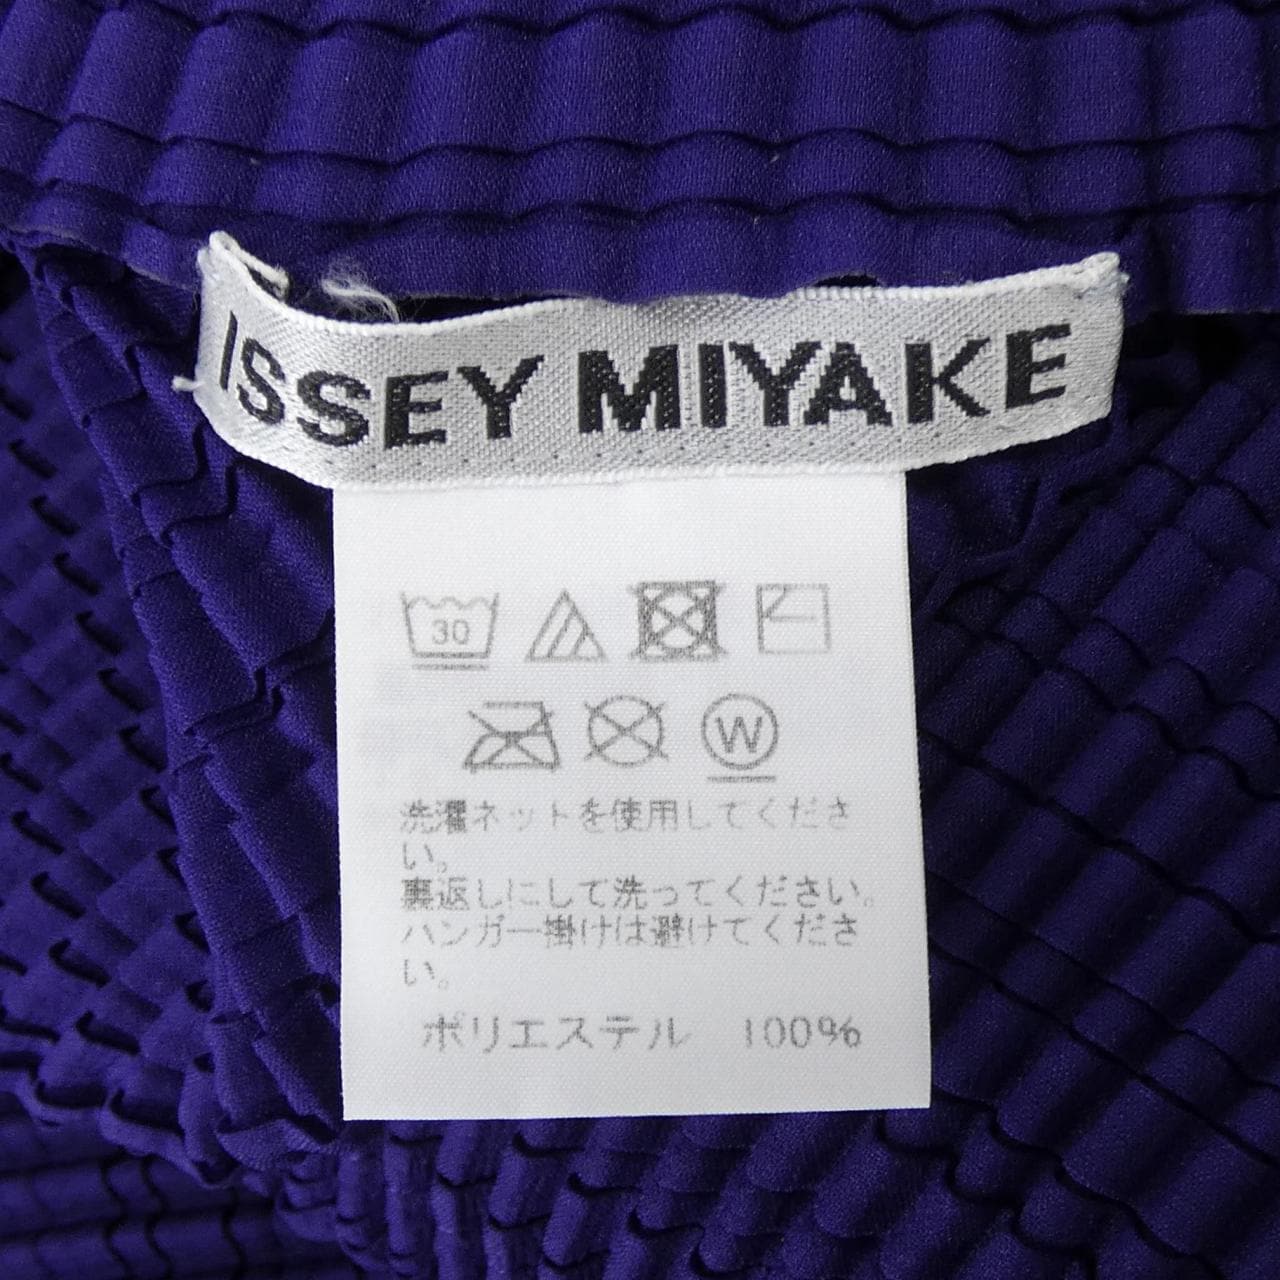 ISSEY MIYAKE
30
W
洗濯ネットを使用してくださ
い。
裏返しにして洗ってください。
ハンガー掛けは避けてくださ
い。
ポリエステル 100%